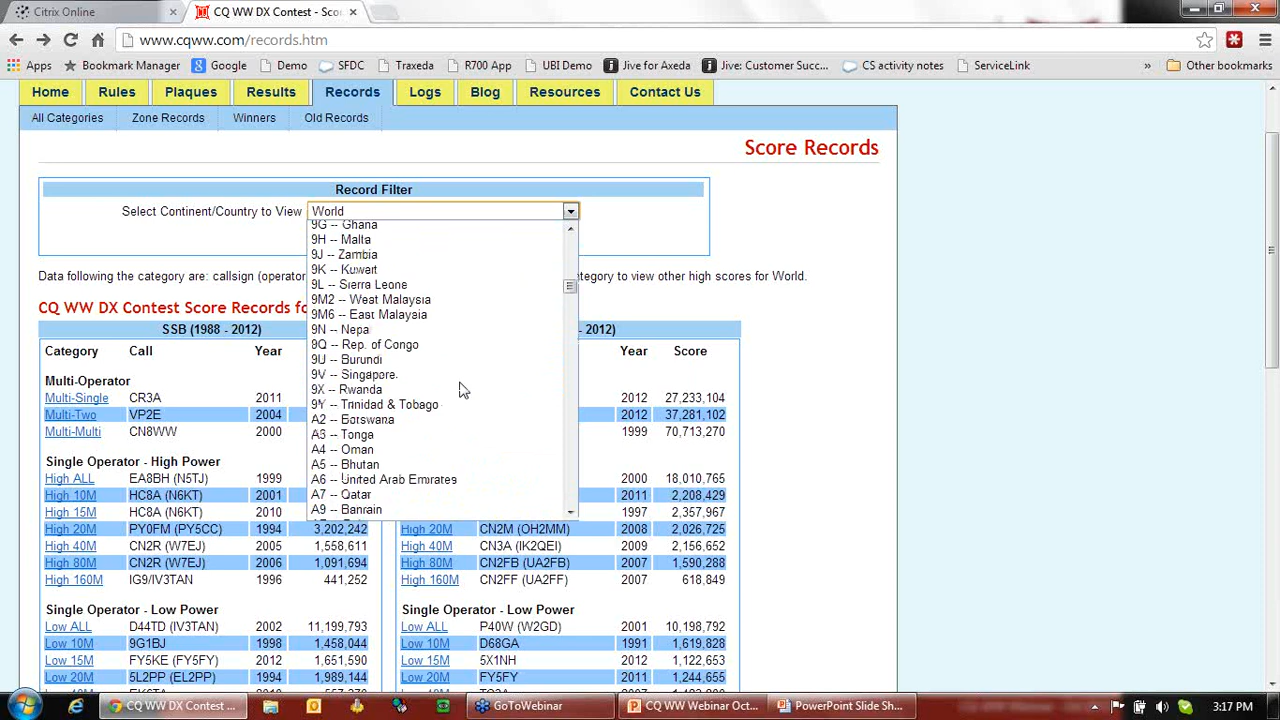 Citrix Online
CQ WW DX Contest - Sco
www.cqww.com/records.htm
Apps Bookmark Manager Google Demo SFDC Traxeda R700 App UBI Demo Jive for Axeda Jive: Customer Succ... CS activity notes ServiceLink » Other bookmarks
Home Rules Plaques Results Records Logs Blog Resources Contact Us
All Categories Zone Records Winners Old Records
Score Records
Record Filter
Select Continent/Country to View World
9G -- Ghana
9H -- Malta
9J -- Zambia
9K -- Kuwait
9L -- Sierra Leone
9M2 -- West Malaysia
9M6 -- East Malaysia
9N -- Nepa
9Q -- Rep. of Congo
9U -- Burundi
9V -- Singapore.
9X -- Rwanda
9Y -- Trinidad & Tobago
A2 -- Botswana
A3 -- Tonga
A4 -- Oman
A5 -- Bhutan
A6 -- United Arab Emirates
A7 -- Qatar
A9 -- Banrain
Data following the category are: callsign (operator tegory to view other high scores for World.
CQ WW DX Contest Score Records fo
SSB (1988 - 2012) - 2012)
Category Call Year Year Score
Multi-Operator
Multi-Single CR3A 2011 2012 27,233,104
Multi-Two VP2E 2004 2012 37,281,102
Multi-Multi CN8WW 2000 1999 70,713,270
Single Operator - High Power
High ALL EA8BH (N5TJ) 1999 2000 18,010,765
High 10M HC8A (N6KT) 2001 2011 2,208,429
High 15M HC8A (N6KT) 2010 1997 2,357,967
High 20M PY0FM (PY5CC) 1994 3,202,242 High 20M CN2M (OH2MM) 2008 2,026,725
High 40M CN2R (W7EJ) 2005 1,558,611 High 40M CN3A (IK2QEI) 2009 2,156,652
High 80M CN2R (W7EJ) 2006 1,091,694 High 80M CN2FB (UA2FB) 2007 1,590,288
High 160M IG9/IV3TAN 1996 441,252 High 160M CN2FF (UA2FF) 2007 618,849
Single Operator - Low Power Single Operator - Low Power
Low ALL D44TD (IV3TAN) 2002 11,199,793 Low ALL P40W (W2GD) 2001 10,198,792
Low 10M 9G1BJ 1998 1,458,044 Low 10M D68GA 1991 1,619,828
Low 15M FY5KE (FY5FY) 2012 1,651,590 Low 15M 5X1NH 2012 1,122,653
Low 20M 5L2PP (EL2PP) 1994 1,989,144 Low 20M FY5FY 2011 1,244,655
CQ WW DX Contest ... GoToWebinar CQ WW Webinar Oct... PowerPoint Slide Sh... 3:17 PM